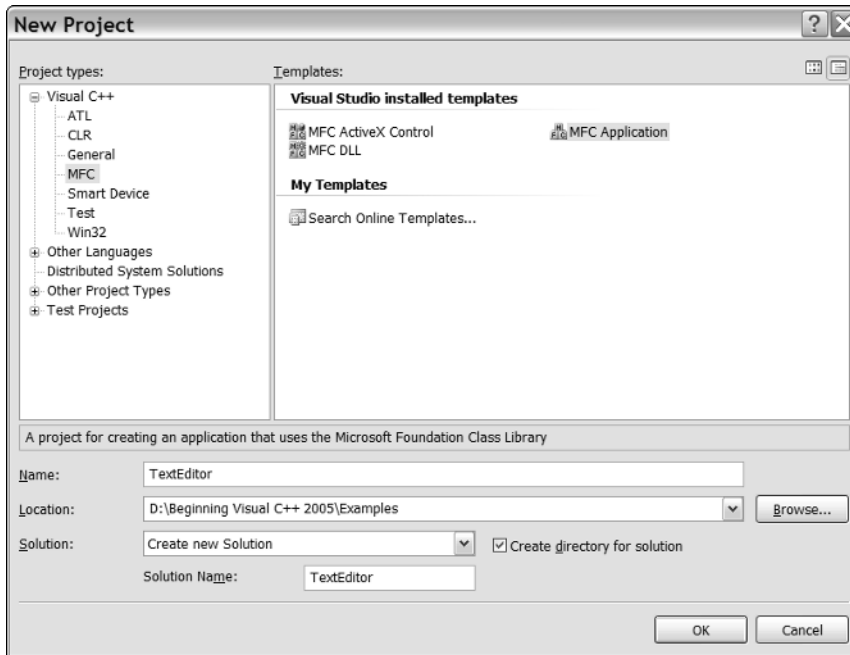 New Project
Project types:
Templates:
Visual C++
ATL
CLR
General
MFC
Smart Device
Test
Win32
Other Languages
Distributed System Solutions
Other Project Types
Test Projects
Visual Studio installed templates
MFC ActiveX Control
MFC Application
MFC DLL
My Templates
Search Online Templates...
A project for creating an application that uses the Microsoft Foundation Class Library
Name: TextEditor
Location: D:\Beginning Visual C++ 2005\Examples Browse...
Solution: Create new Solution Create directory for solution
Solution Name: TextEditor
OK Cancel